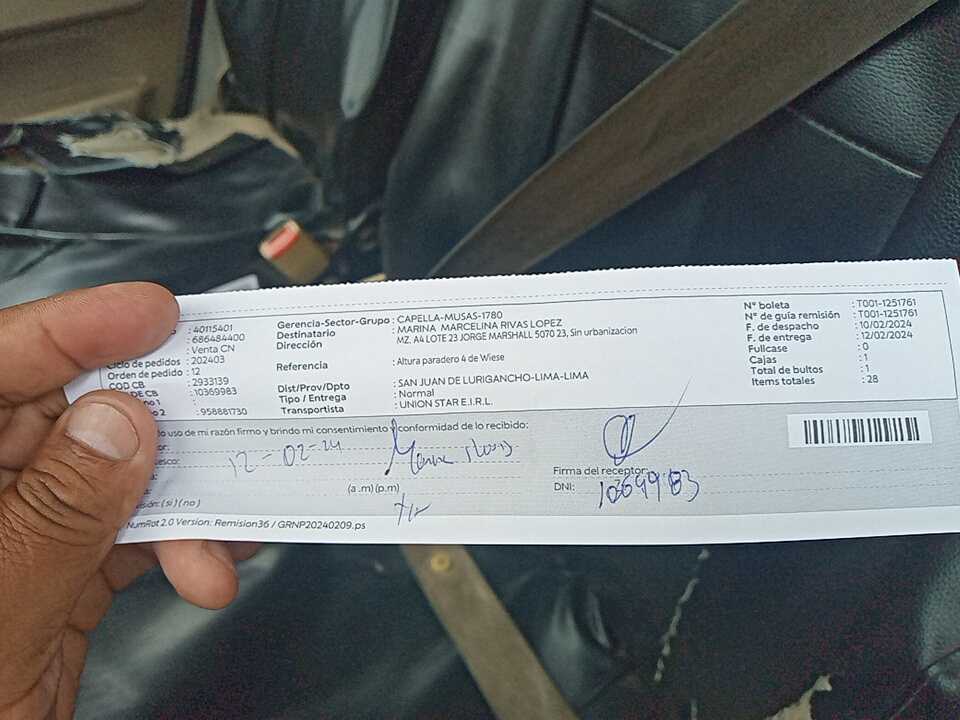 : 40115401
: 686484400
: Venta CN
Ciclo de pedidos : 202403
Orden de pedido : 12
COD CB : 2933139
DE CB : 10369983
no 1 :
o 2 : 958881730
Gerencia-Sector-Grupo : CAPELLA-MUSAS-1780
Destinatario : MARINA MARCELINA RIVAS LOPEZ
Dirección : MZ. A4 LOTE 23 JORGE MARSHALL 5070 23, Sin urbanizacion
Referencia : Altura paradero 4 de Wiese
Dist/Prov/Dpto : SAN JUAN DE LURIGANCHO-LIMA-LIMA
Tipo / Entrega : Normal
Transportista : UNION STAR E.I.R.L.
N° boleta : T001-1251761
N° de guía remisión : T001-1251761
F. de despacho : 10/02/2024
F. de entrega : 12/02/2024
Fullcase : 0
Cajas : 1
Total de bultos : 1
Items totales : 28
uso de mi razón firmo y brindo mi consentimiento y conformidad de lo recibido:
12-02-24
(a.m)(p.m)
( si ) ( no )
Firma del receptor:
DNI:
NumRot 2.0 Version: Remision36 / GRNP20240209.ps